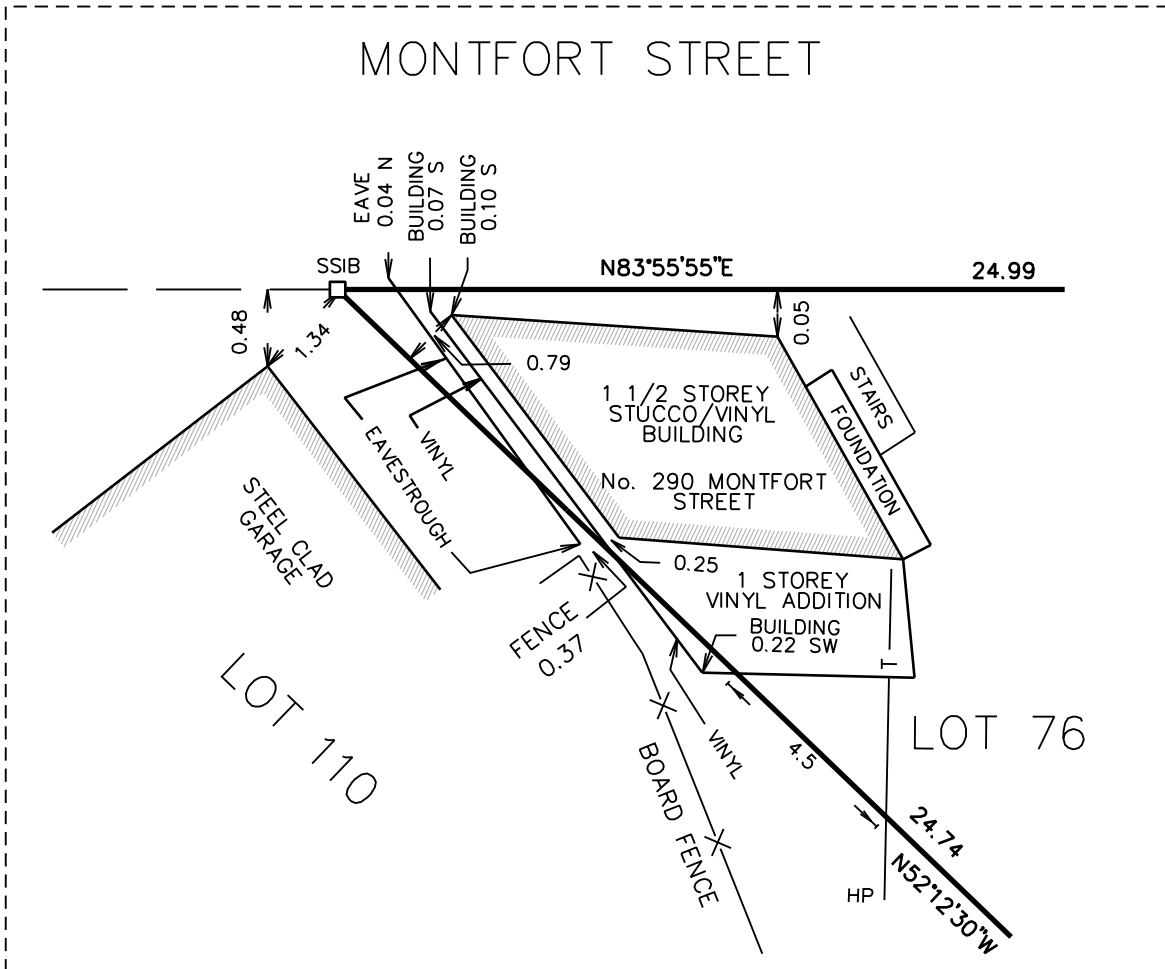 MONTFORT STREET
EAVE
0.04 N
BUILDING
0.07 S
BUILDING
0.10 S
SSIB
N83°55'55"E
24.99
0.48
1.34
0.79
0.05
STAIRS
FOUNDATION
1 1/2 STOREY
STUCCO/VINYL
BUILDING
No. 290 MONTFORT
STREET
VINYL
EAVESTROUGH
STEEL CLAD
GARAGE
0.25
1 STOREY
VINYL ADDITION
BUILDING
0.22 SW
FENCE
0.37
T
LOT 110
LOT 76
VINYL
4.5
BOARD FENCE
24.74
N52°12'30"W
HP